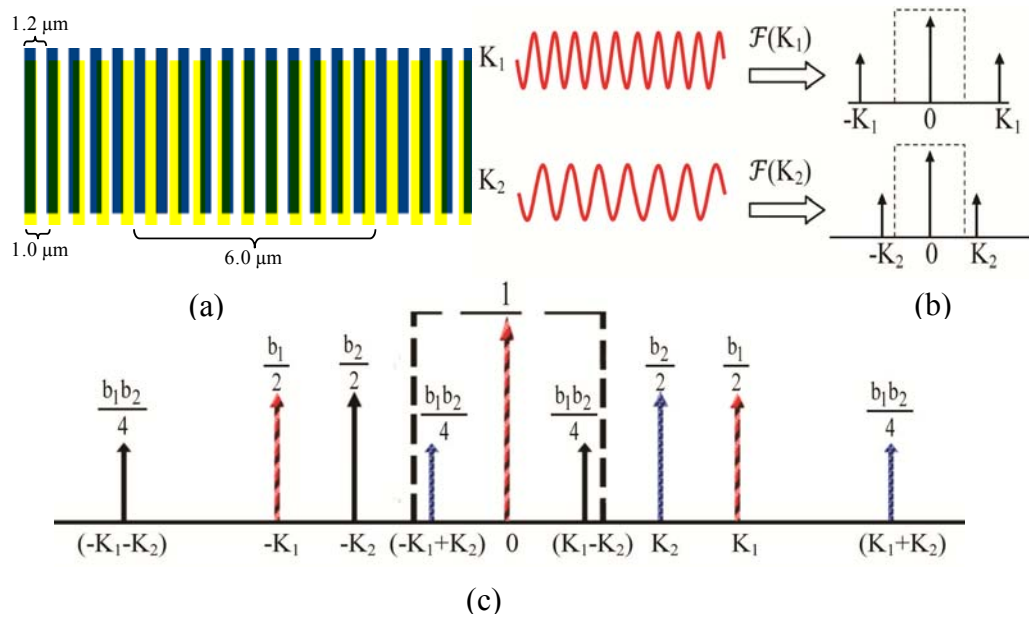 1.2 μm
1.0 μm
6.0 μm
(a)
K₁
ℱ(K₁)
-K₁ 0 K₁
K₂
ℱ(K₂)
-K₂ 0 K₂
(b)
1
b₁b₂/4
b₁/2
b₂/2
b₁b₂/4
b₁b₂/4
b₂/2
b₁/2
b₁b₂/4
(-K₁-K₂) -K₁ -K₂ (-K₁+K₂) 0 (K₁-K₂) K₂ K₁ (K₁+K₂)
(c)